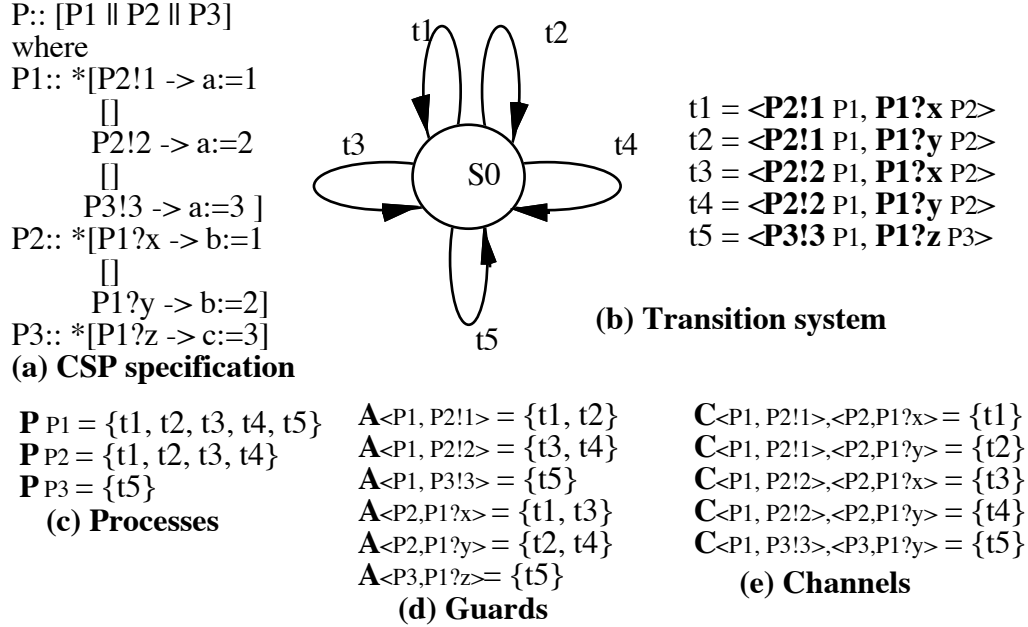 P:: [P1 || P2 || P3]
where
P1:: *[P2!1 -> a:=1
[]
P2!2 -> a:=2
[]
P3!3 -> a:=3 ]
P2:: *[P1?x -> b:=1
[]
P1?y -> b:=2]
P3:: *[P1?z -> c:=3]
(a) CSP specification
t1
t2
t3
t4
S0
t5
t1 = <P2!1 P1, P1?x P2>
t2 = <P2!1 P1, P1?y P2>
t3 = <P2!2 P1, P1?x P2>
t4 = <P2!2 P1, P1?y P2>
t5 = <P3!3 P1, P1?z P3>
(b) Transition system
P P1 = {t1, t2, t3, t4, t5}
P P2 = {t1, t2, t3, t4}
P P3 = {t5}
(c) Processes
A<P1, P2!1> = {t1, t2}
A<P1, P2!2> = {t3, t4}
A<P1, P3!3> = {t5}
A<P2,P1?x> = {t1, t3}
A<P2,P1?y> = {t2, t4}
A<P3,P1?z>= {t5}
(d) Guards
C<P1, P2!1>,<P2,P1?x> = {t1}
C<P1, P2!1>,<P2,P1?y> = {t2}
C<P1, P2!2>,<P2,P1?x> = {t3}
C<P1, P2!2>,<P2,P1?y> = {t4}
C<P1, P3!3>,<P3,P1?y> = {t5}
(e) Channels